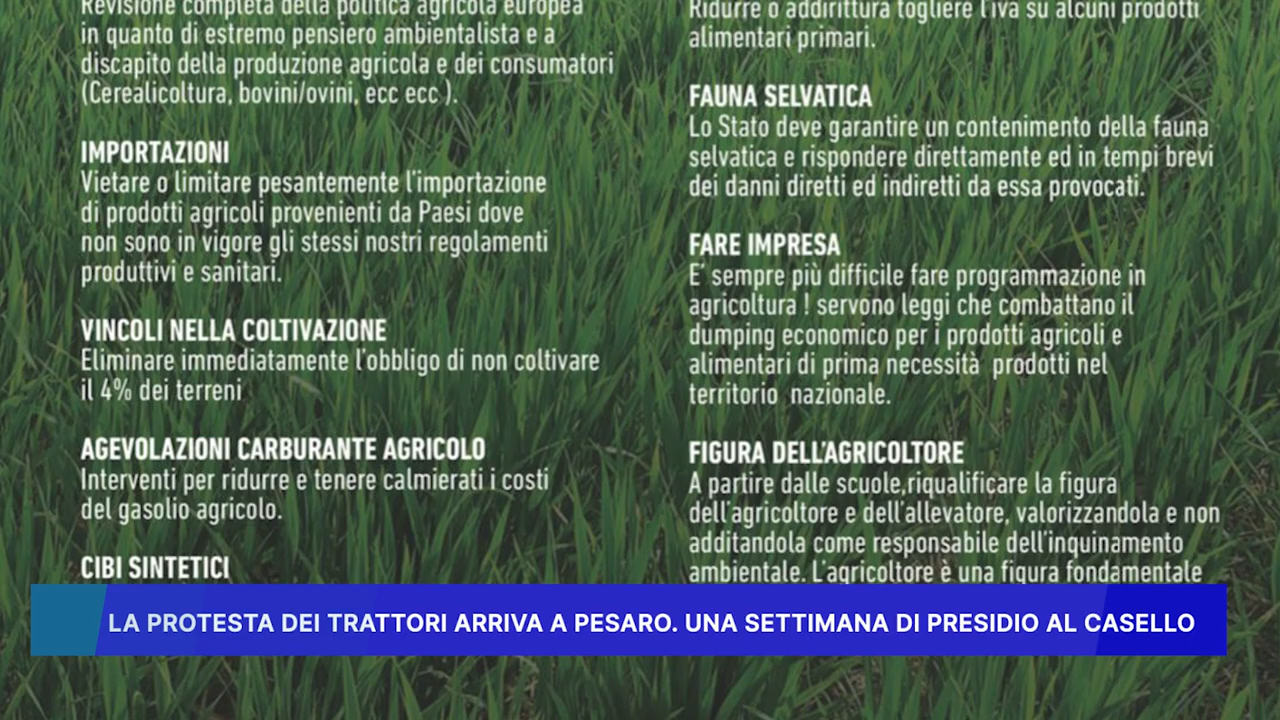 Revisione completa della politica agricola europea
in quanto di estremo pensiero ambientalista e a
discapito della produzione agricola e dei consumatori
(Cerealicoltura, bovini/ovini, ecc ecc ).
IMPORTAZIONI
Vietare o limitare pesantemente l'importazione
di prodotti agricoli provenienti da Paesi dove
non sono in vigore gli stessi nostri regolamenti
produttivi e sanitari.
VINCOLI NELLA COLTIVAZIONE
Eliminare immediatamente l'obbligo di non coltivare
il 4% dei terreni
AGEVOLAZIONI CARBURANTE AGRICOLO
Interventi per ridurre e tenere calmierati i costi
del gasolio agricolo.
CIBI SINTETICI
Ridurre o addirittura togliere l'iva su alcuni prodotti
alimentari primari.
FAUNA SELVATICA
Lo Stato deve garantire un contenimento della fauna
selvatica e rispondere direttamente ed in tempi brevi
dei danni diretti ed indiretti da essa provocati.
FARE IMPRESA
E' sempre più difficile fare programmazione in
agricoltura ! servono leggi che combattano il
dumping economico per i prodotti agricoli e
alimentari di prima necessità prodotti nel
territorio nazionale.
FIGURA DELL'AGRICOLTORE
A partire dalle scuole,riqualificare la figura
dell'agricoltore e dell'allevatore, valorizzandola e non
additandola come responsabile dell'inquinamento
ambientale. L'agricoltore è una figura fondamentale
LA PROTESTA DEI TRATTORI ARRIVA A PESARO. UNA SETTIMANA DI PRESIDIO AL CASELLO